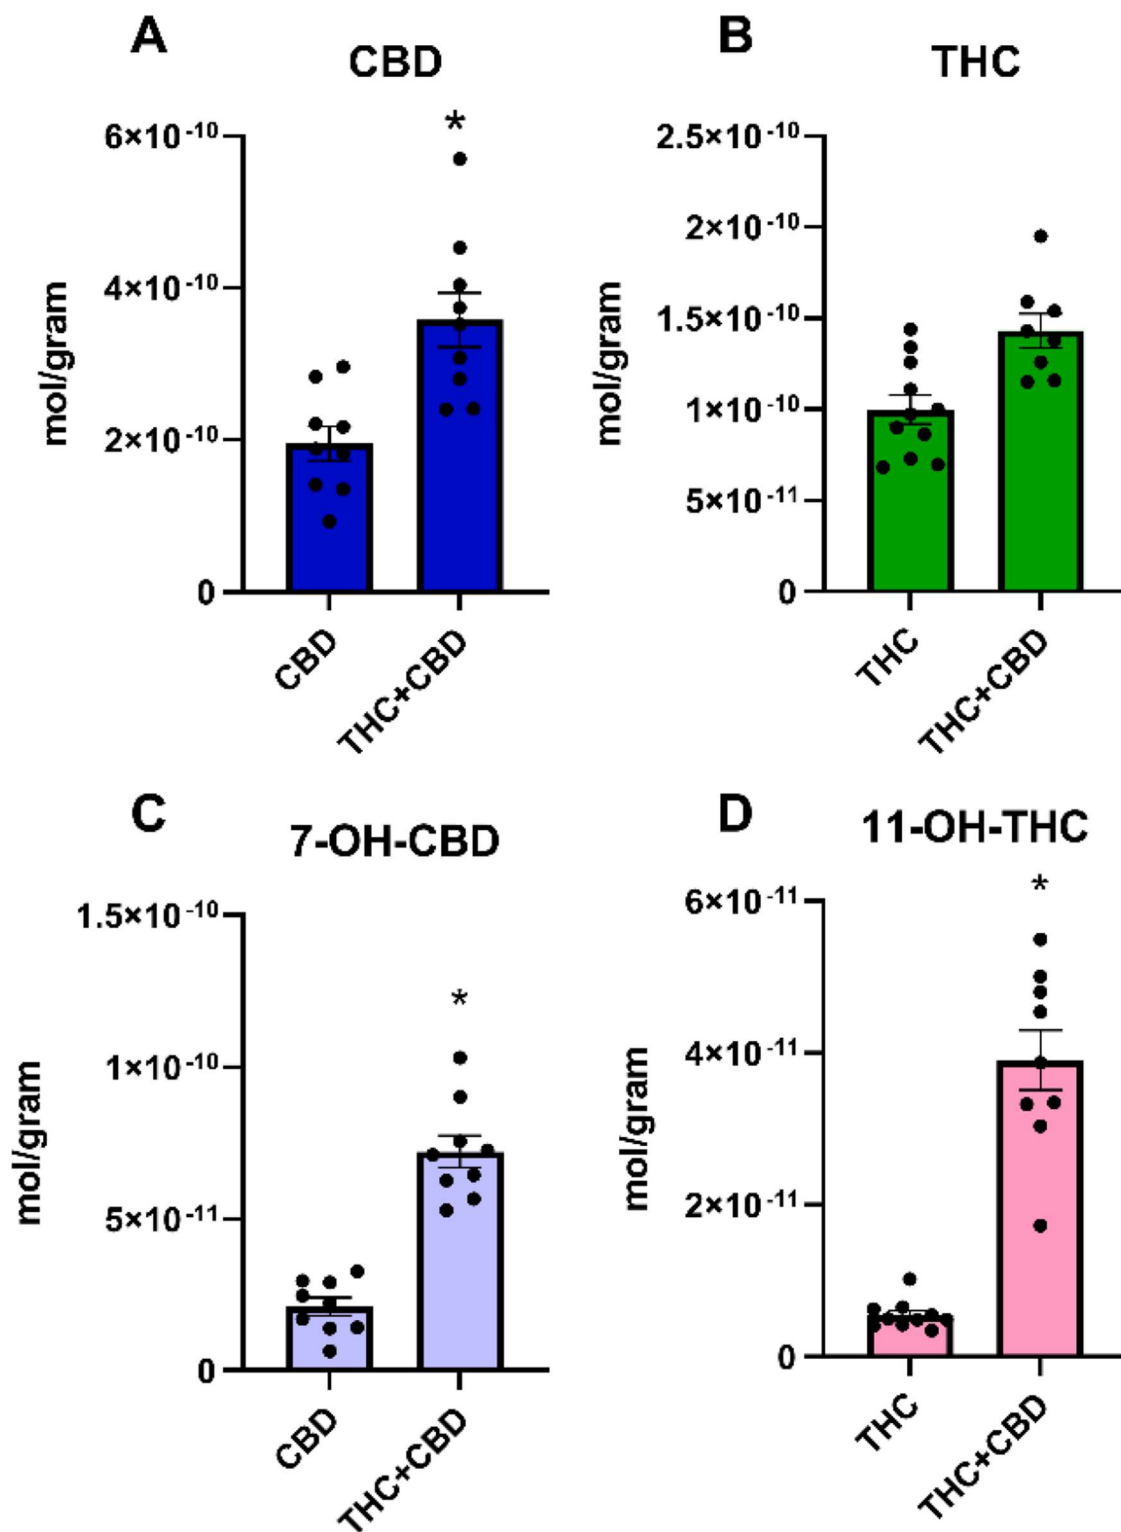 A
CBD
*
6×10⁻¹⁰
4×10⁻¹⁰
2×10⁻¹⁰
0
mol/gram
CBD
THC+CBD
B
THC
2.5×10⁻¹⁰
2×10⁻¹⁰
1.5×10⁻¹⁰
1×10⁻¹⁰
5×10⁻¹¹
0
mol/gram
THC
THC+CBD
C
7-OH-CBD
*
1.5×10⁻¹⁰
1×10⁻¹⁰
5×10⁻¹¹
0
mol/gram
CBD
THC+CBD
D
11-OH-THC
*
6×10⁻¹¹
4×10⁻¹¹
2×10⁻¹¹
0
mol/gram
THC
THC+CBD